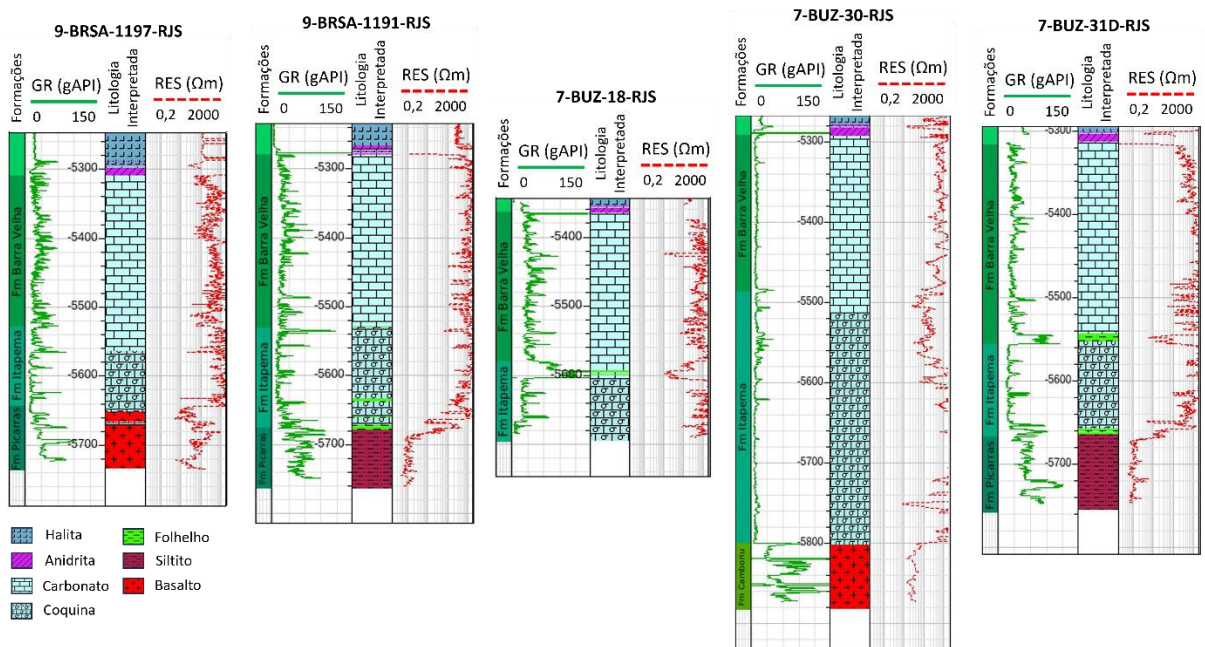 9-BRSA-1197-RJS
Formações
GR (gAPI)
0 150
Litologia
Interpretada
RES (Ωm)
0,2 2000
-5300
-5400
-5500
-5600
-5700
Fm Barra Velha
Fm Itapema
Fm Picarras
9-BRSA-1191-RJS
Formações
GR (gAPI)
0 150
Litologia
Interpretada
RES (Ωm)
0,2 2000
-5300
-5400
-5500
-5600
-5700
Fm Barra Velha
Fm Itapema
Fm Picarras
7-BUZ-18-RJS
Formações
GR (gAPI)
0 150
Litologia
Interpretada
RES (Ωm)
0,2 2000
-5400
-5500
-5600
Fm Barra Velha
Fm Itapema
7-BUZ-30-RJS
Formações
GR (gAPI)
0 150
Litologia
Interpretada
RES (Ωm)
0,2 2000
-5300
-5400
-5500
-5600
-5700
-5800
Fm Barra Velha
Fm Itapema
Fm Camboriu
7-BUZ-31D-RJS
Formações
GR (gAPI)
0 150
Litologia
Interpretada
RES (Ωm)
0,2 2000
-5300
-5400
-5500
-5600
-5700
Fm Barra Velha
Fm Itapema
Fm Picarras
Halita
Folhelho
Anidrita
Siltito
Carbonato
Basalto
Coquina